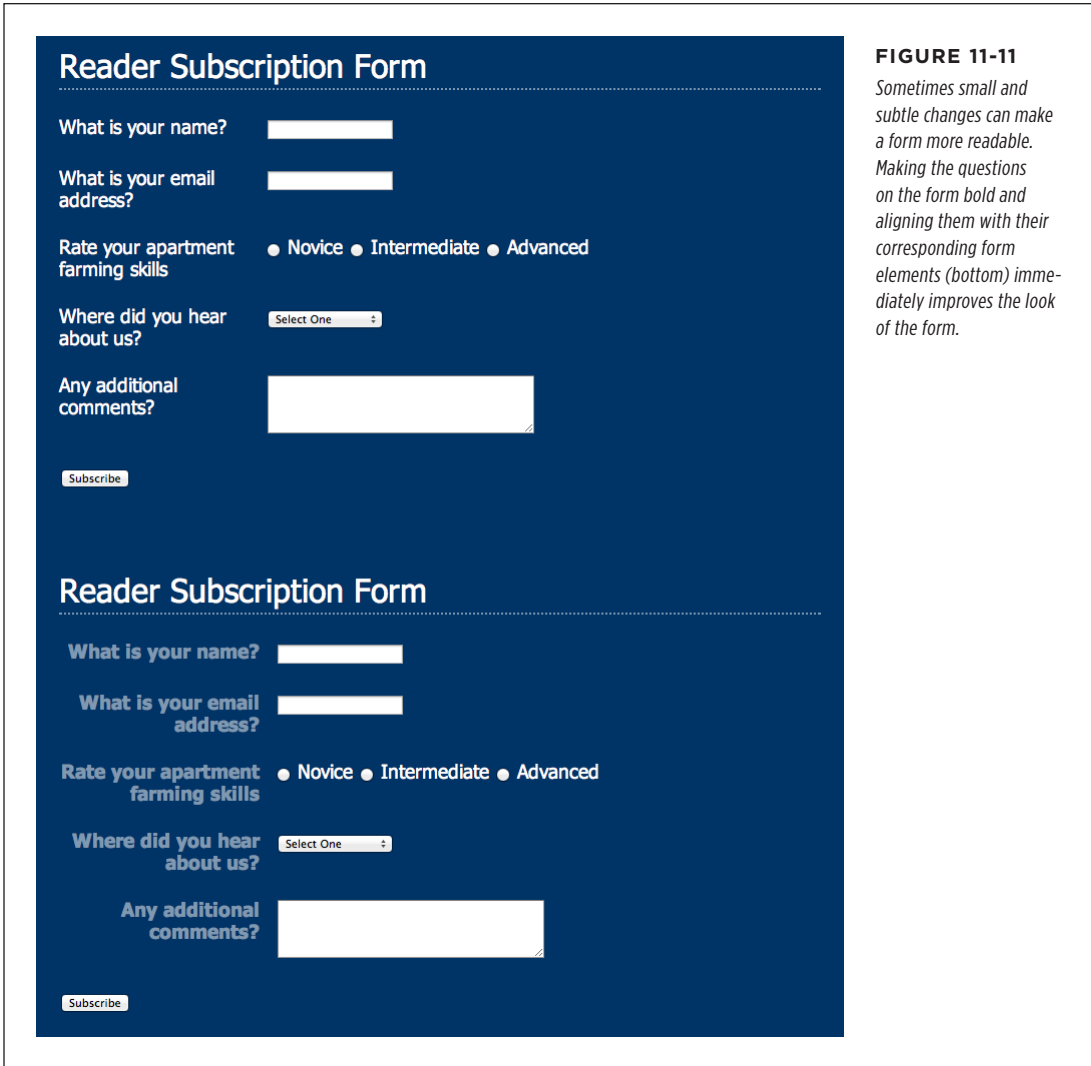 Reader Subscription Form
What is your name?
What is your email
address?
Rate your apartment
farming skills
Novice Intermediate Advanced
Where did you hear
about us?
Select One
Any additional
comments?
Subscribe
Reader Subscription Form
What is your name?
What is your email
address?
Rate your apartment
farming skills
Novice Intermediate Advanced
Where did you hear
about us?
Select One
Any additional
comments?
Subscribe
FIGURE 11-11
Sometimes small and
subtle changes can make
a form more readable.
Making the questions
on the form bold and
aligning them with their
corresponding form
elements (bottom) imme-
diately improves the look
of the form.